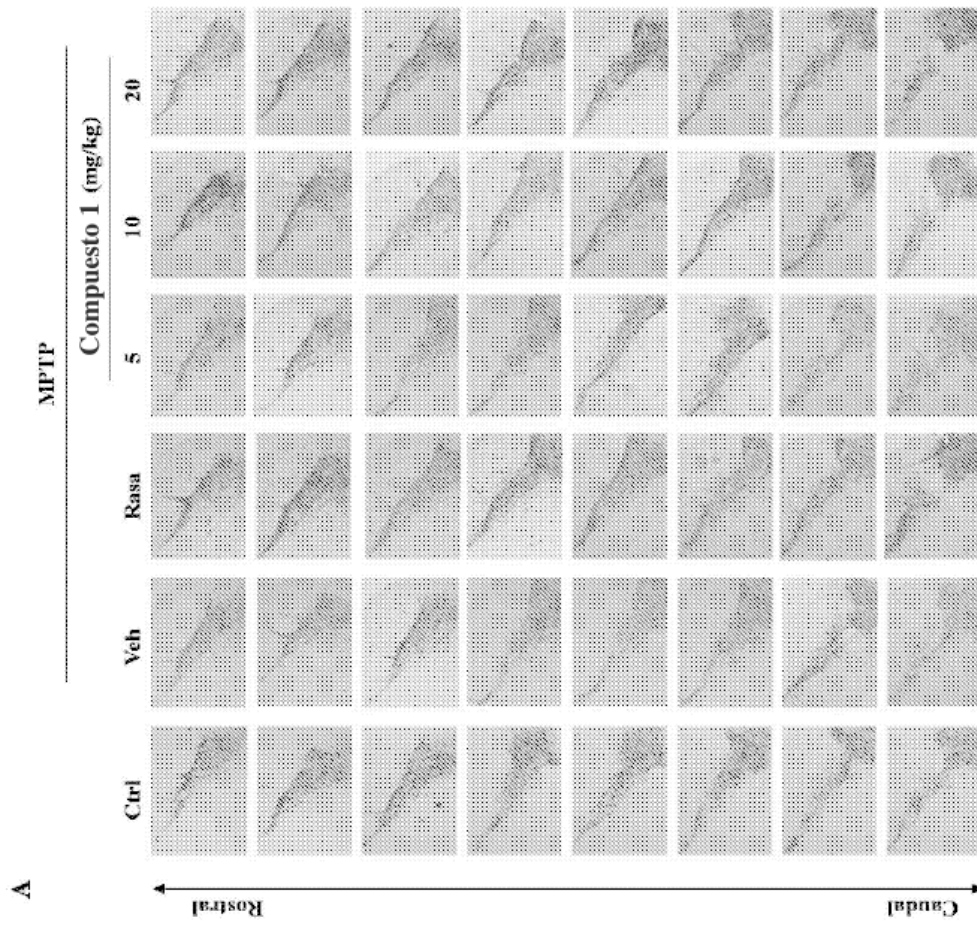 A
MPTP
Compuesto 1 (mg/kg)
Ctrl Veh Rasa 5 10 20
Rostral
Caudal